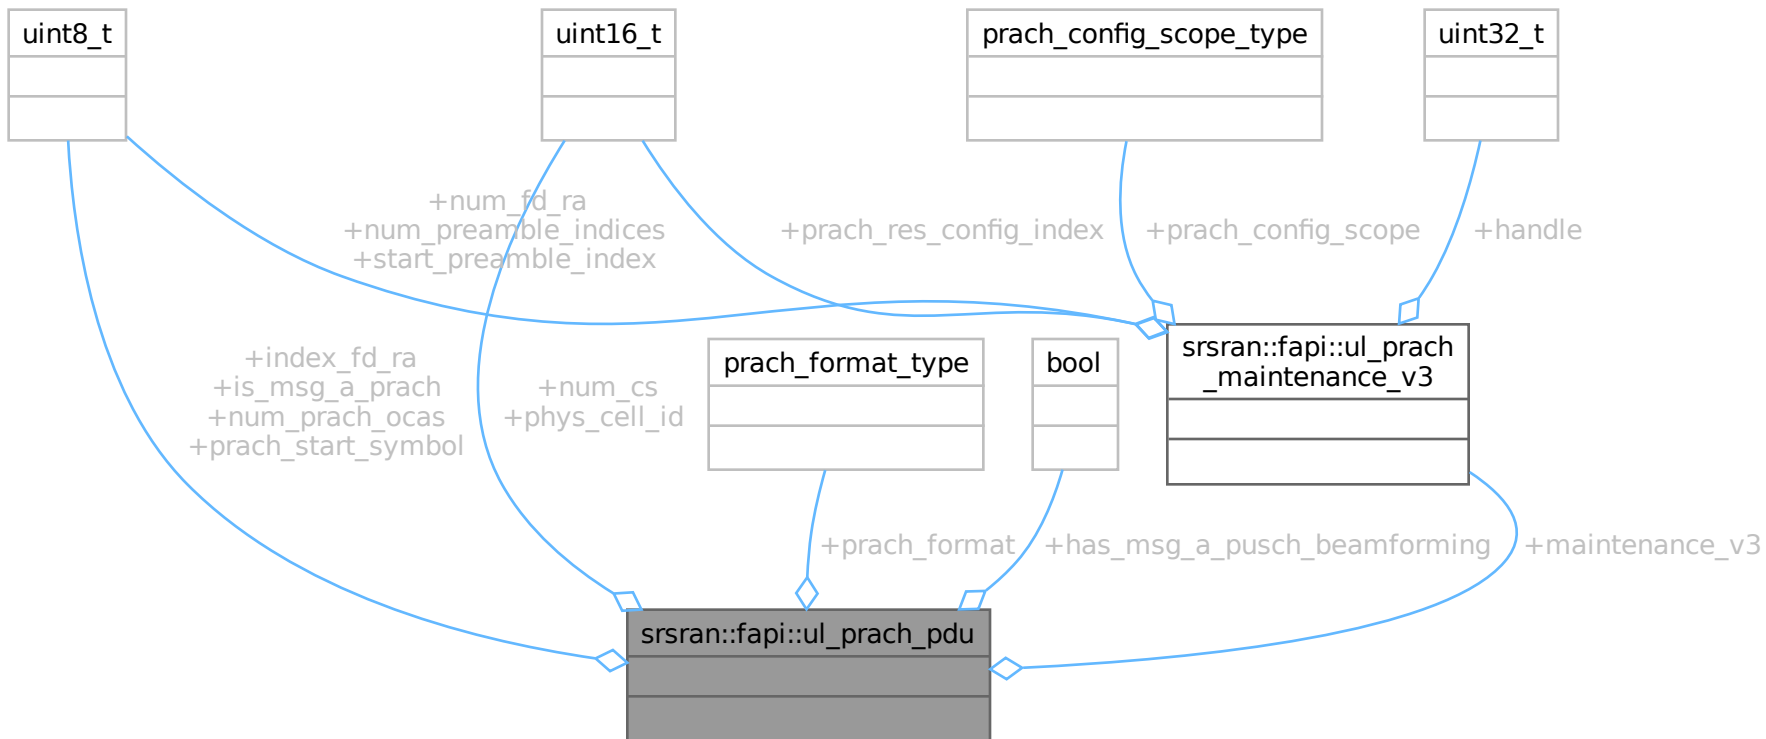 uint8_t
uint16_t
prach_config_scope_type
uint32_t
+num_fd_ra
+num_preamble_indices
+start_preamble_index
+prach_res_config_index
+prach_config_scope
+handle
srsran::fapi::ul_prach
_maintenance_v3
prach_format_type
bool
+index_fd_ra
+is_msg_a_prach
+num_prach_ocas
+prach_start_symbol
+num_cs
+phys_cell_id
+prach_format
+has_msg_a_pusch_beamforming
+maintenance_v3
srsran::fapi::ul_prach_pdu